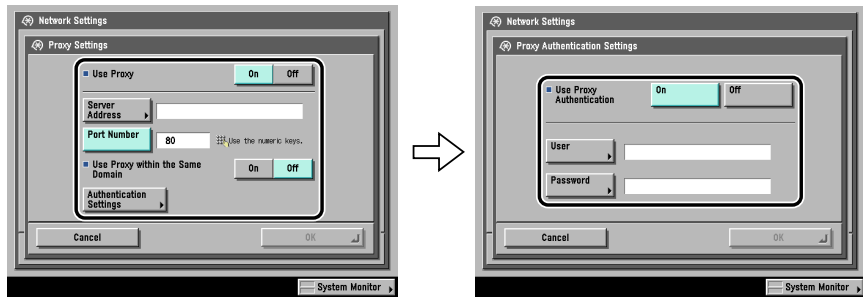 Network Settings
Proxy Settings
Use Proxy
On
Off
Server
Address
Port Number
80
Use the numeric keys.
Use Proxy within the Same
Domain
On
Off
Authentication
Settings
Cancel
OK
System Monitor
Network Settings
Proxy Authentication Settings
Use Proxy
Authentication
On
Off
User
Password
Cancel
OK
System Monitor